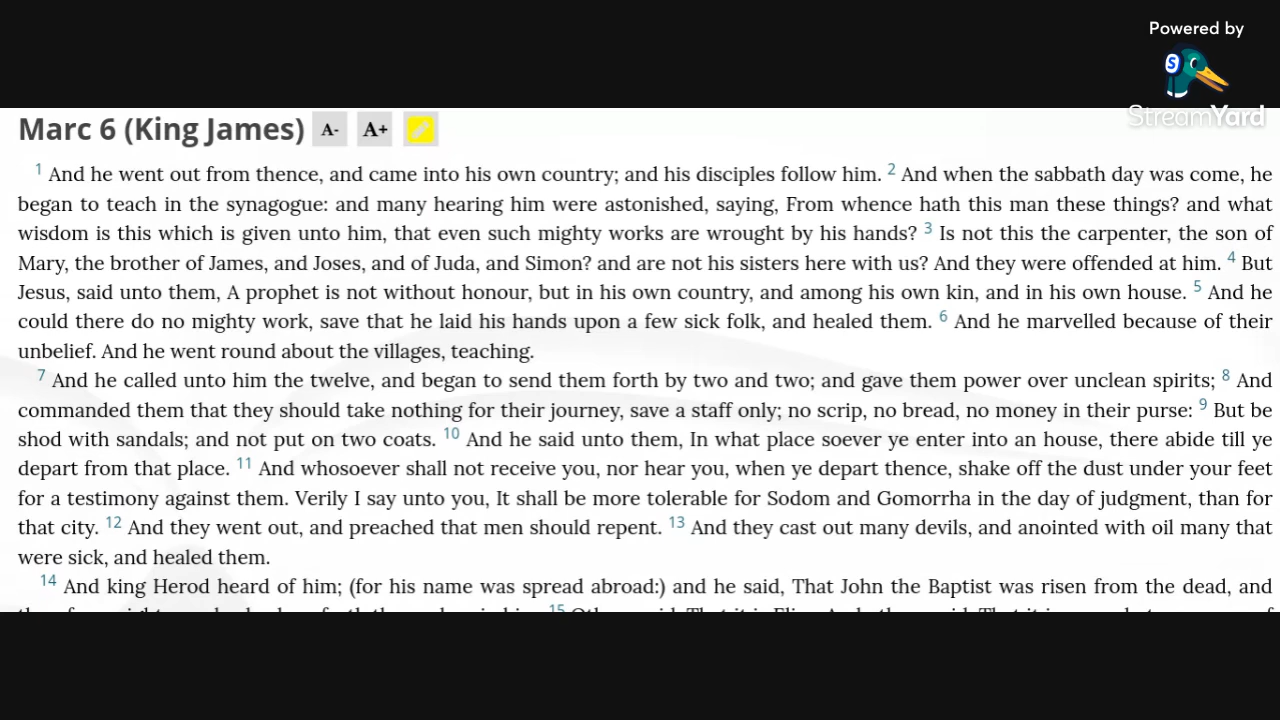 Powered by
StreamYard
Marc 6 (King James) A- A+
1 And he went out from thence, and came into his own country; and his disciples follow him. 2 And when the sabbath day was come, he
began to teach in the synagogue: and many hearing him were astonished, saying, From whence hath this man these things? and what
wisdom is this which is given unto him, that even such mighty works are wrought by his hands? 3 Is not this the carpenter, the son of
Mary, the brother of James, and Joses, and of Juda, and Simon? and are not his sisters here with us? And they were offended at him. 4 But
Jesus, said unto them, A prophet is not without honour, but in his own country, and among his own kin, and in his own house. 5 And he
could there do no mighty work, save that he laid his hands upon a few sick folk, and healed them. 6 And he marvelled because of their
unbelief. And he went round about the villages, teaching.
7 And he called unto him the twelve, and began to send them forth by two and two; and gave them power over unclean spirits; 8 And
commanded them that they should take nothing for their journey, save a staff only; no scrip, no bread, no money in their purse: 9 But be
shod with sandals; and not put on two coats. 10 And he said unto them, In what place soever ye enter into an house, there abide till ye
depart from that place. 11 And whosoever shall not receive you, nor hear you, when ye depart thence, shake off the dust under your feet
for a testimony against them. Verily I say unto you, It shall be more tolerable for Sodom and Gomorrha in the day of judgment, than for
that city. 12 And they went out, and preached that men should repent. 13 And they cast out many devils, and anointed with oil many that
were sick, and healed them.
14 And king Herod heard of him; (for his name was spread abroad:) and he said, That John the Baptist was risen from the dead, and